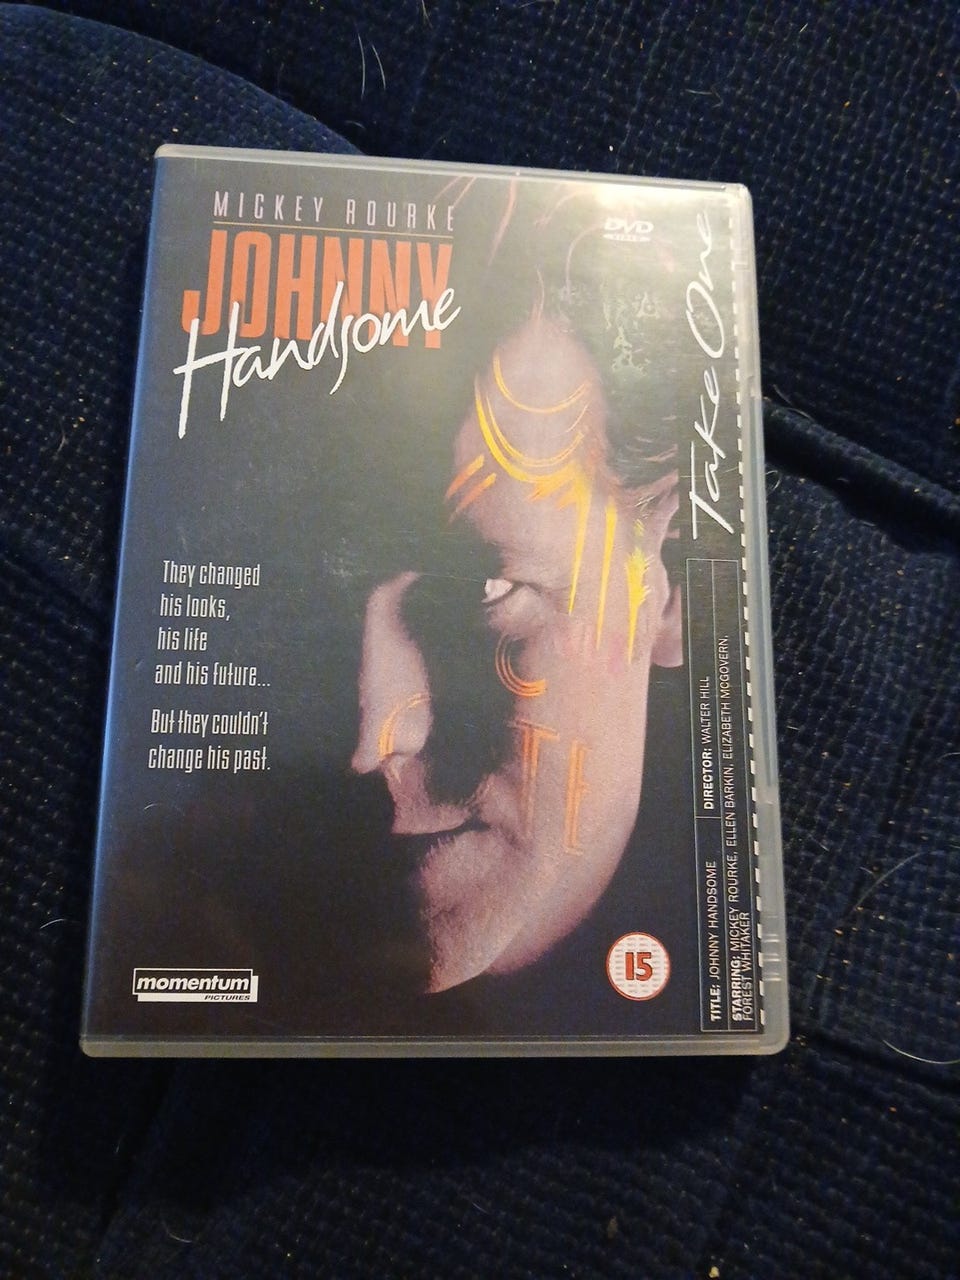 MICKEY ROURKE
JOHNNY
Handsome
DVD
VIDEO
Take One
They changed
his looks,
his life
and his future...
But they couldn't
change his past.
momentum
PICTURES
15
TITLE: JOHNNY HANDSOME DIRECTOR: WALTER HILL
STARRING: MICKEY ROURKE, ELLEN BARKIN, ELIZABETH MCGOVERN,
FOREST WHITAKER